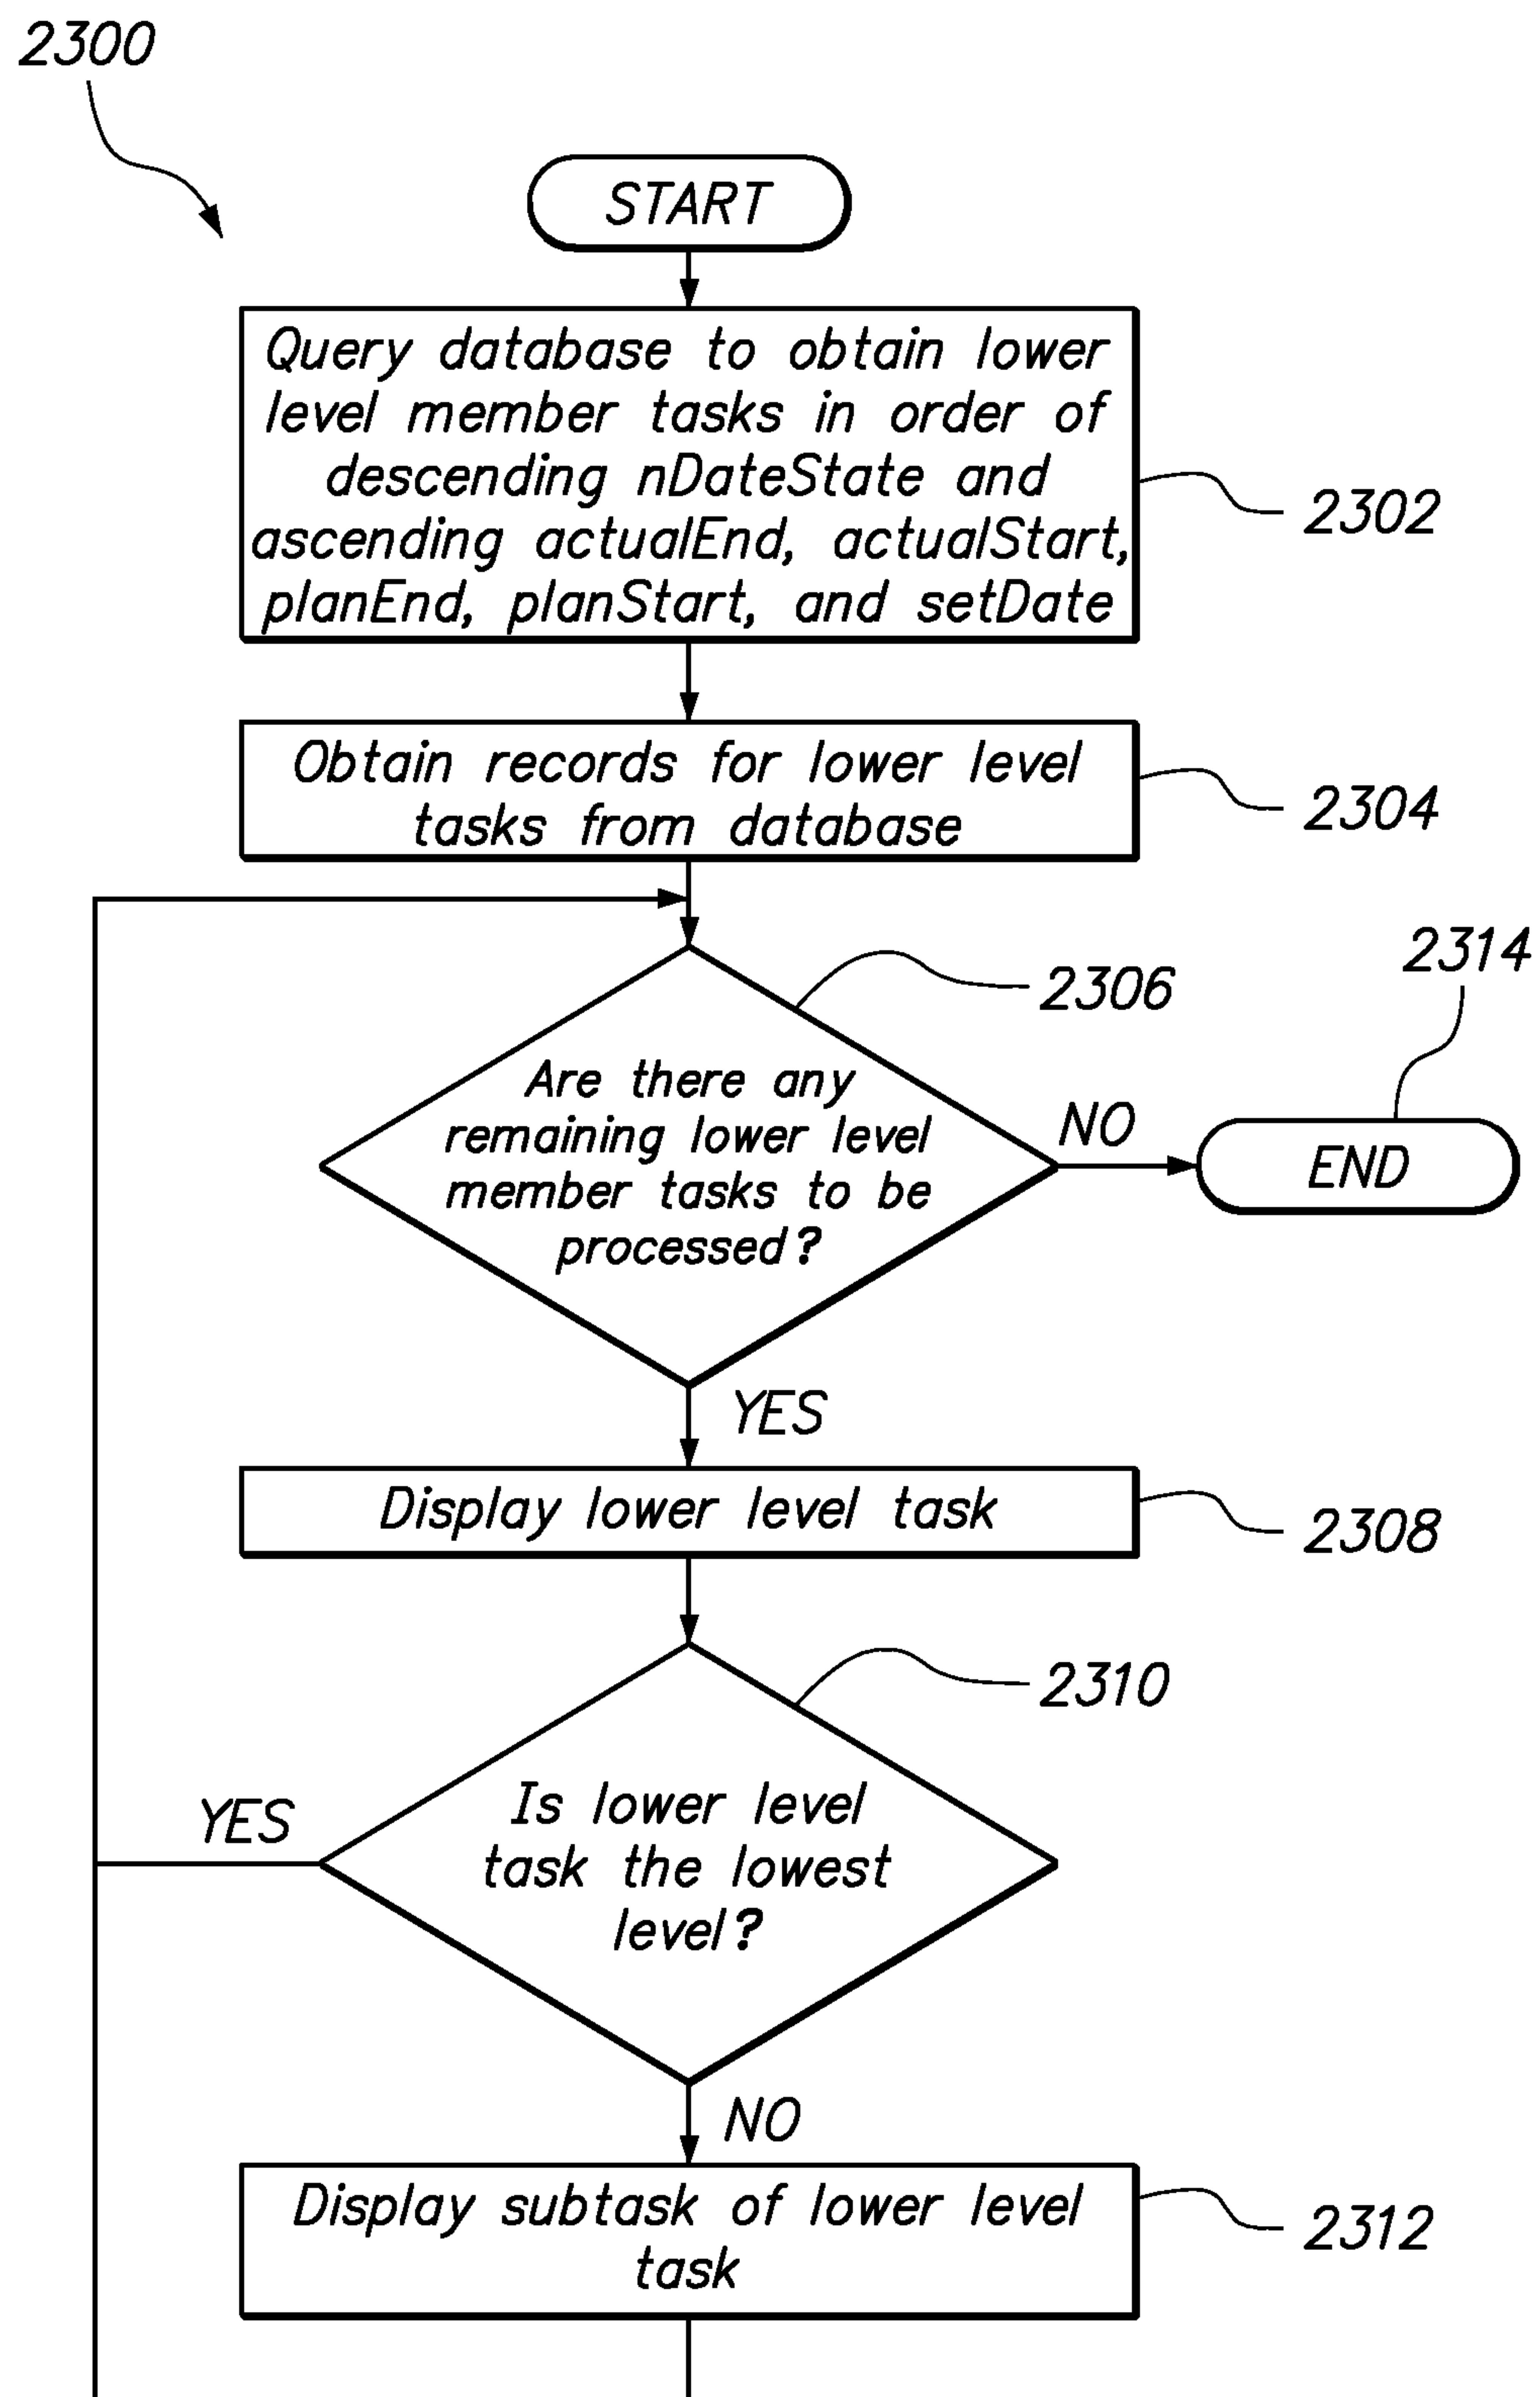 2300
START
Query database to obtain lower
level member tasks in order of
descending nDateState and
ascending actualEnd, actualStart,
planEnd, planStart, and setDate
2302
Obtain records for lower level
tasks from database
2304
2306
2314
Are there any
remaining lower level
member tasks to be
processed?
NO
END
YES
Display lower level task
2308
2310
Is lower level
task the lowest
level?
YES
NO
Display subtask of lower level
task
2312